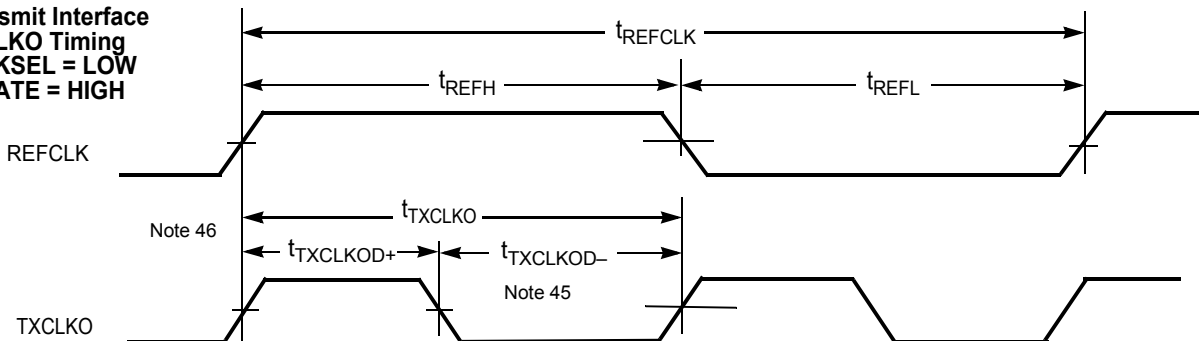 smit Interface
LKO Timing
KSEL = LOW
ATE = HIGH
tREFCLK
tREFH
tREFL
REFCLK
tTXCLKO
Note 46
tTXCLKOD+
tTXCLKOD–
Note 45
TXCLKO